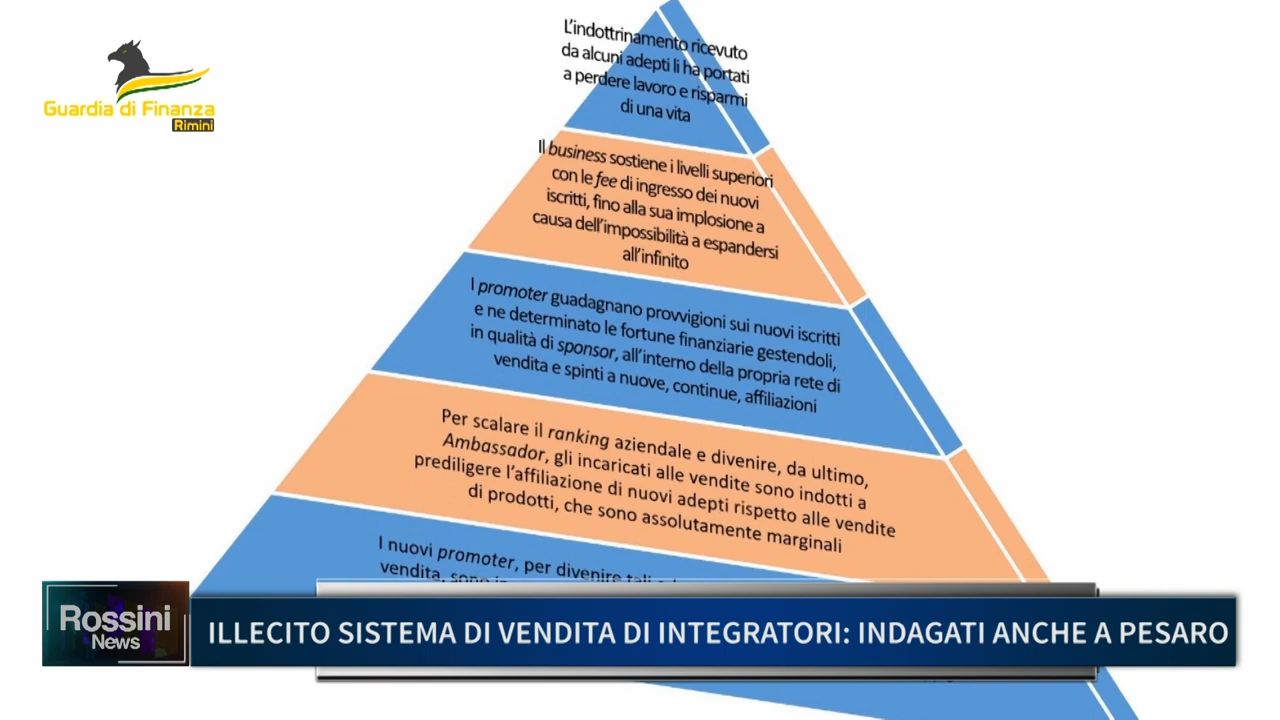 L'indottrinamento ricevuto
da alcuni adepti li ha portati
a perdere lavoro e risparmi
di una vita
Guardia di Finanza
Rimini
Il business sostiene i livelli superiori
con le fee di ingresso dei nuovi
iscritti, fino alla sua implosione a
causa dell'impossibilità a espandersi
all'infinito
I promoter guadagnano provvigioni sui nuovi iscritti
e ne determinato le fortune finanziarie gestendoli,
in qualità di sponsor, all'interno della propria rete di
vendita e spinti a nuove, continue, affiliazioni
Per scalare il ranking aziendale e divenire, da ultimo,
Ambassador, gli incaricati alle vendite sono indotti a
prediligere l'affiliazione di nuovi adepti rispetto alle vendite
di prodotti, che sono assolutamente marginali
I nuovi promoter, per divenire tali
vendita, sono
Rossini
News
ILLECITO SISTEMA DI VENDITA DI INTEGRATORI: INDAGATI ANCHE A PESARO